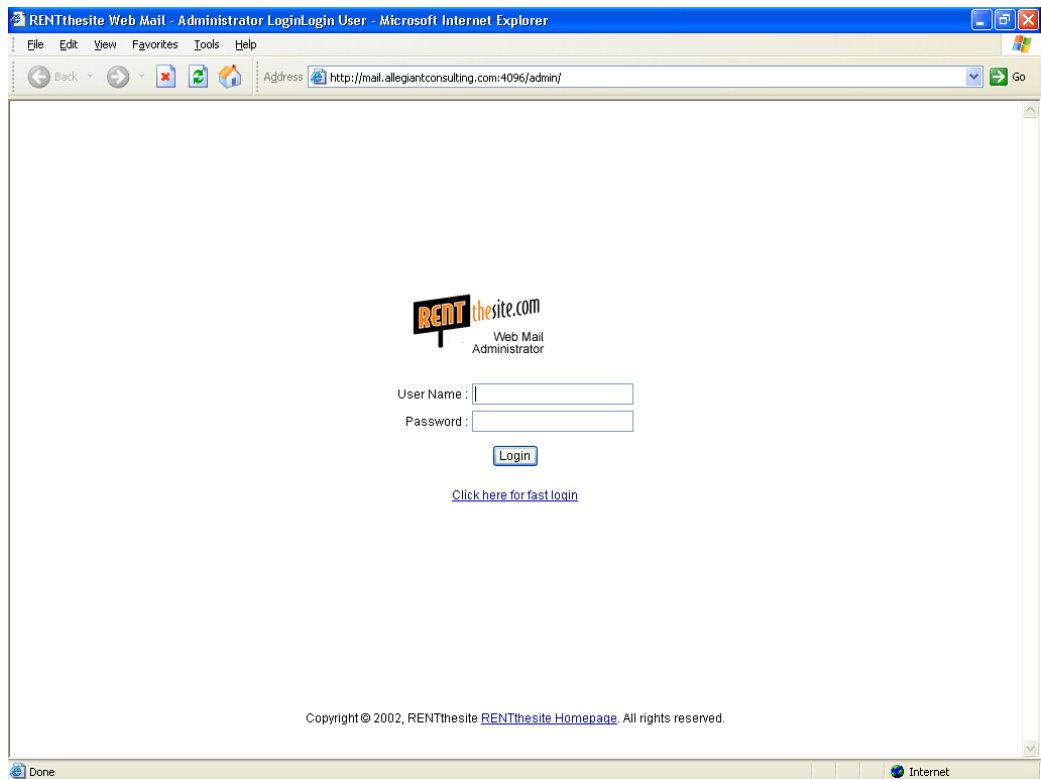 RENTthesite Web Mail - Administrator LoginLogin User - Microsoft Internet Explorer
File Edit View Favorites Tools Help
Back Address http://mail.allegiantconsulting.com:4096/admin/ Go
RENT thesite.com
Web Mail
Administrator
User Name :
Password :
Login
Click here for fast login
Copyright © 2002, RENTthesite RENTthesite Homepage. All rights reserved.
Done Internet